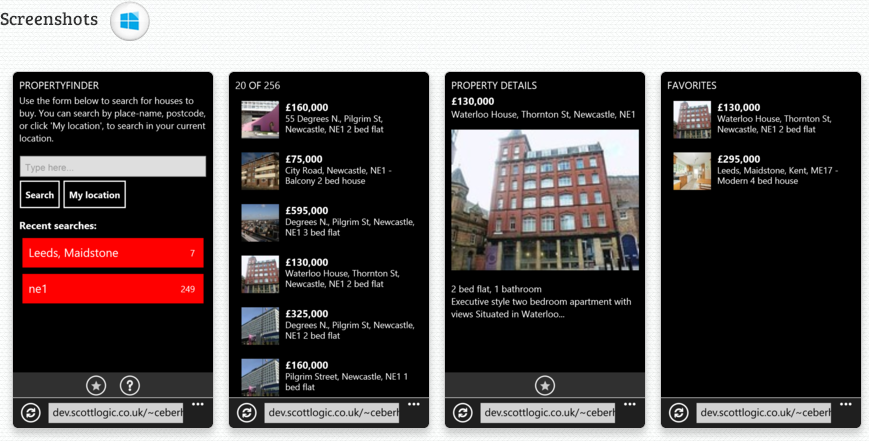 Screenshots
PROPERTYFINDER
Use the form below to search for houses to
buy. You can search by place-name, postcode,
or click 'My location', to search in your current
location.
Type here...
Search
My location
Recent searches:
Leeds, Maidstone 7
ne1 249
?
dev.scottlogic.co.uk/~ceberh
...
20 OF 256
£160,000
55 Degrees N., Pilgrim St,
Newcastle, NE1 2 bed flat
£75,000
City Road, Newcastle, NE1 -
Balcony 2 bed house
£595,000
Degrees N., Pilgrim St, Newcastle,
NE1 3 bed flat
£130,000
Waterloo House, Thornton St,
Newcastle, NE1 2 bed flat
£325,000
Degrees N., Pilgrim St, Newcastle,
NE1 2 bed flat
£160,000
Pilgrim Street, Newcastle, NE1 1
bed flat
dev.scottlogic.co.uk/~ceberh
...
PROPERTY DETAILS
£130,000
Waterloo House, Thornton St, Newcastle, NE1
2 bed flat, 1 bathroom
Executive style two bedroom apartment with
views Situated in Waterloo...
dev.scottlogic.co.uk/~ceberh
...
FAVORITES
£130,000
Waterloo House, Thornton St,
Newcastle, NE1 2 bed flat
£295,000
Leeds, Maidstone, Kent, ME17 -
Modern 4 bed house
dev.scottlogic.co.uk/~ceberh
...